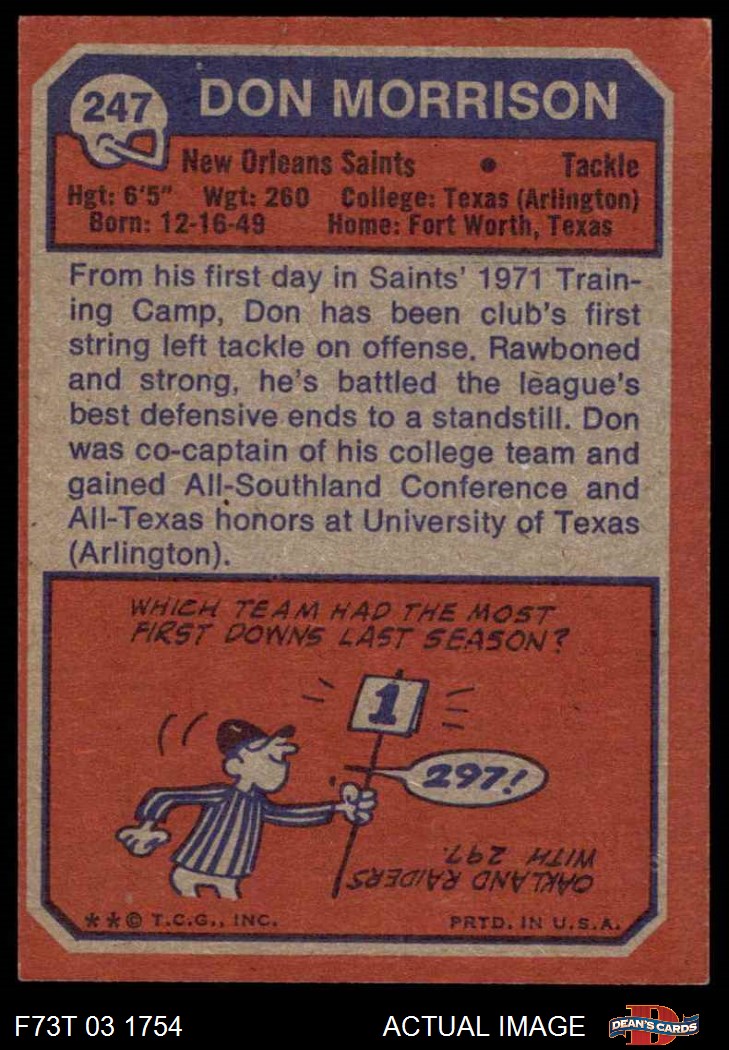 247
DON MORRISON
New Orleans Saints • Tackle
Hgt: 6'5" Wgt: 260 College: Texas (Arlington)
Born: 12-16-49 Home: Fort Worth, Texas
From his first day in Saints' 1971 Train-
ing Camp, Don has been club's first
string left tackle on offense. Rawboned
and strong, he's battled the league's
best defensive ends to a standstill. Don
was co-captain of his college team and
gained All-Southland Conference and
All-Texas honors at University of Texas
(Arlington).
WHICH TEAM HAD THE MOST
FIRST DOWNS LAST SEASON?
1
297!
OAKLAND RAIDERS
WITH 297.
**© T.C.G., INC. PRTD. IN U.S.A.
F73T 03 1754 ACTUAL IMAGE
D
DEAN'S CARDS